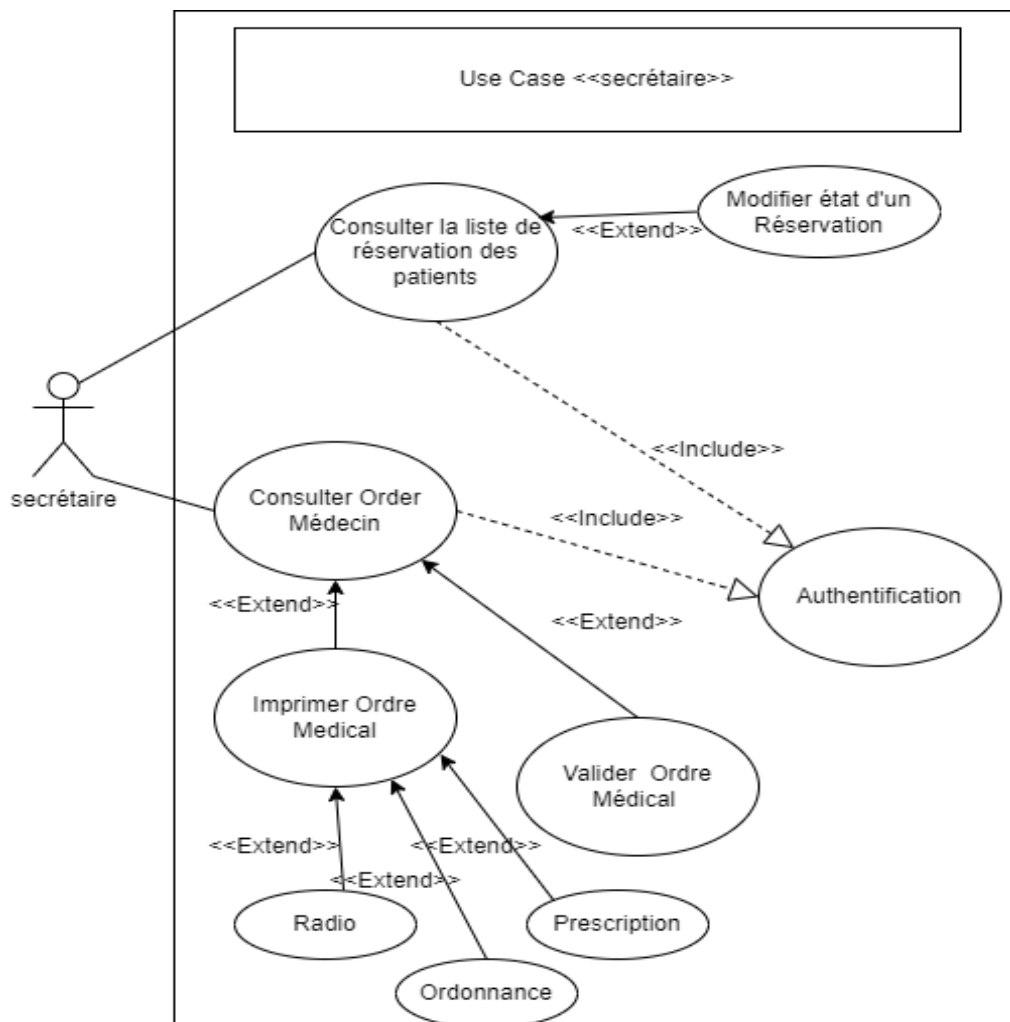 Use Case <<secrétaire>>
Consulter la liste de
réservation des
patients
Modifier état d'un
Réservation
<<Extend>>
<<Include>>
secrétaire
Consulter Order
Médecin
<<Include>>
Authentification
<<Extend>>
<<Extend>>
Imprimer Ordre
Medical
Valider Ordre
Médical
<<Extend>>
<<Extend>>
<<Extend>>
Radio
Prescription
Ordonnance